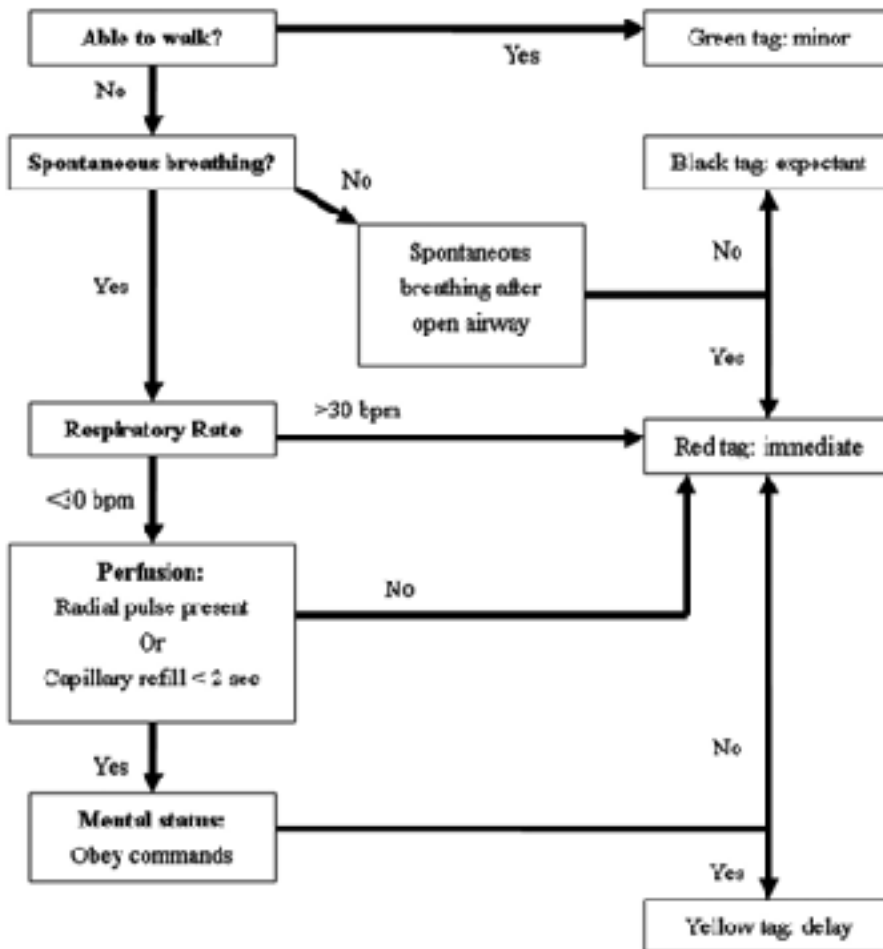 Able to walk?
Yes
Green tag: minor
No
Spontaneous breathing?
No
Black tag: expectant
Spontaneous
breathing after
open airway
No
Yes
Yes
Respiratory Rate
>30 bpm
Red tag: immediate
<30 bpm
Perfusion:
Radial pulse present
Or
Capillary refill < 2 sec
No
Yes
No
Mental status:
Obey commands
Yes
Yellow tag: delay